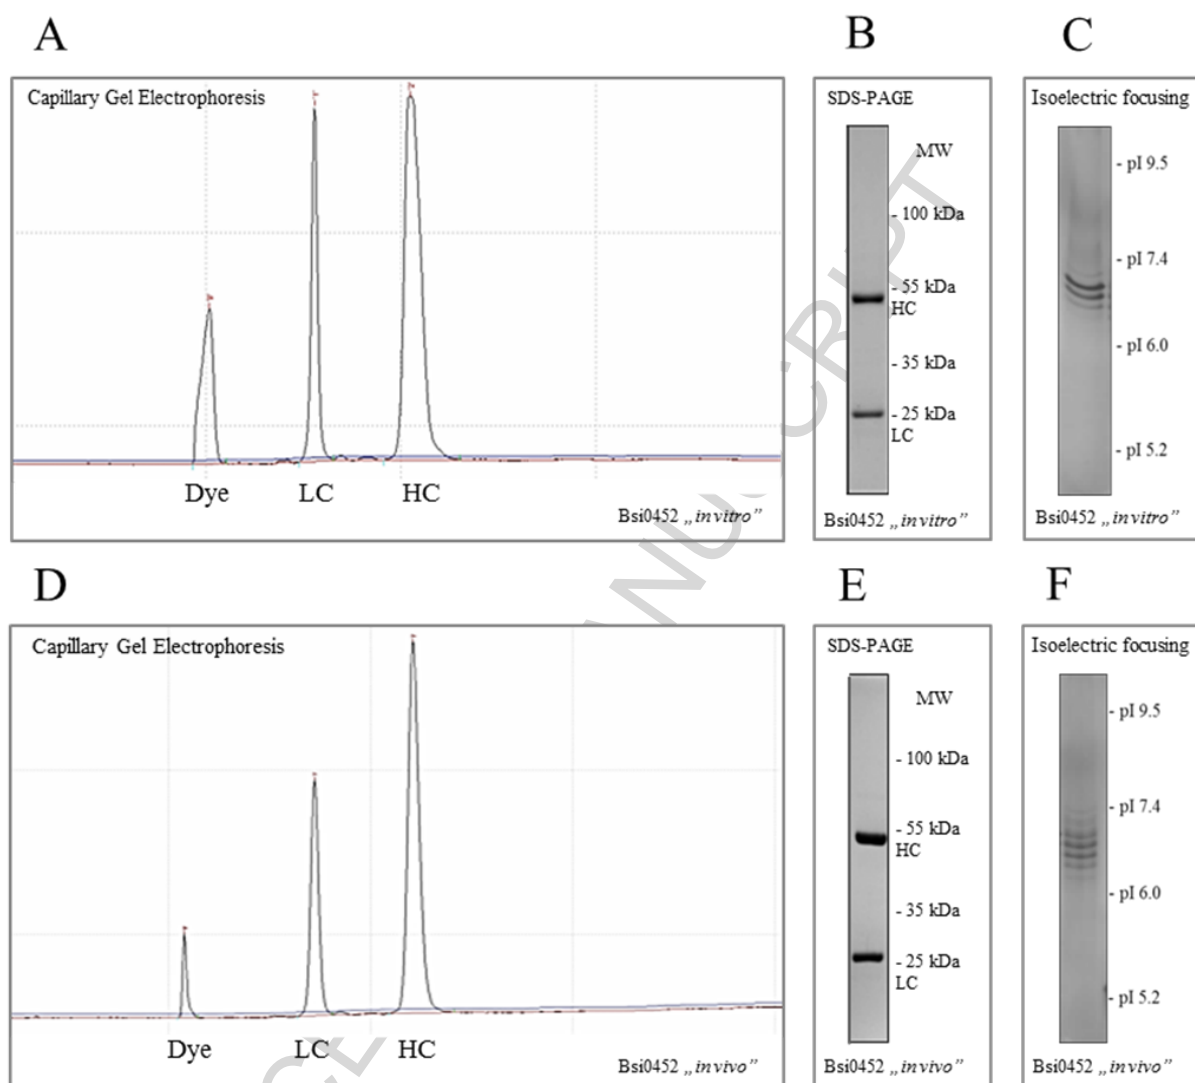 A
B
C
Capillary Gel Electrophoresis
Dye
LC
HC
Bsi0452 „invitro”
SDS-PAGE
MW
- 100 kDa
- 55 kDa
HC
- 35 kDa
- 25 kDa
LC
Bsi0452 „invitro”
Isoelectric focusing
- pI 9.5
- pI 7.4
- pI 6.0
- pI 5.2
Bsi0452 „invitro”
D
E
F
Capillary Gel Electrophoresis
Dye
LC
HC
Bsi0452 „invivo”
SDS-PAGE
MW
- 100 kDa
- 55 kDa
HC
- 35 kDa
- 25 kDa
LC
Bsi0452 „invivo”
Isoelectric focusing
- pI 9.5
- pI 7.4
- pI 6.0
- pI 5.2
Bsi0452 „invivo”